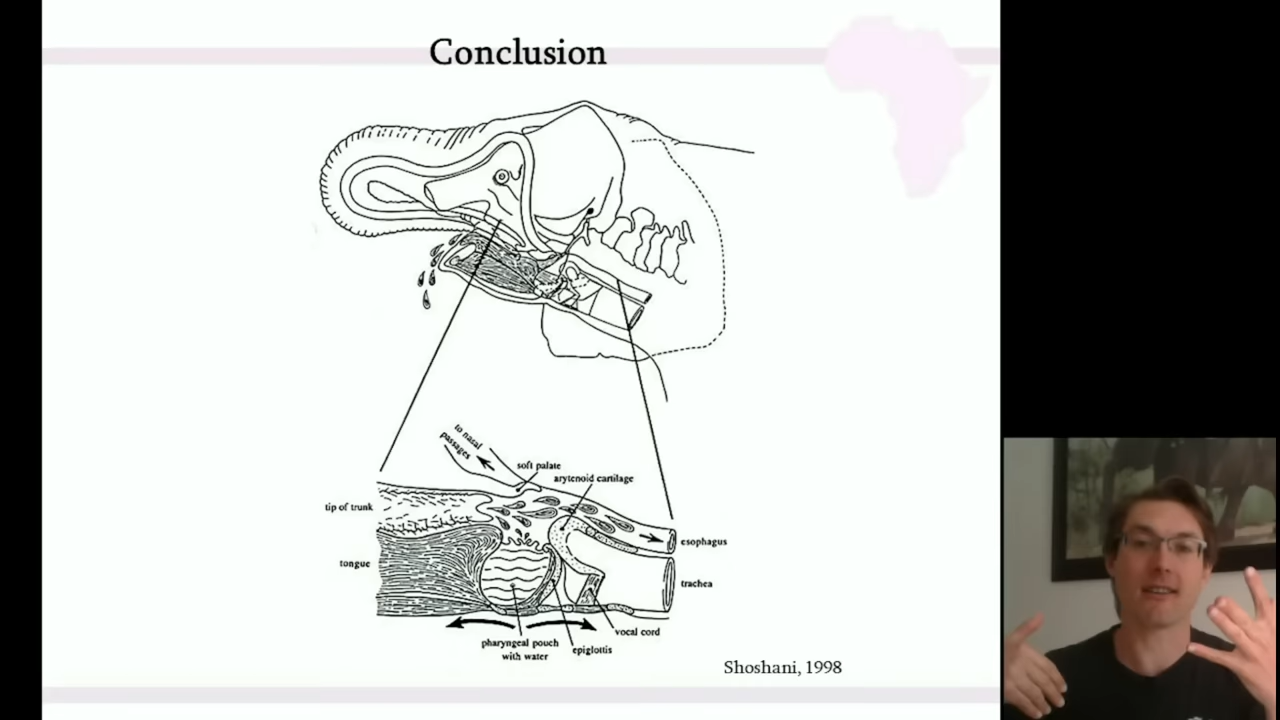 Conclusion
to nasal
passages
soft palate
arytenoid cartilage
tip of trunk
esophagus
tongue
trachea
vocal cord
pharyngeal pouch
with water
epiglottis
Shoshani, 1998